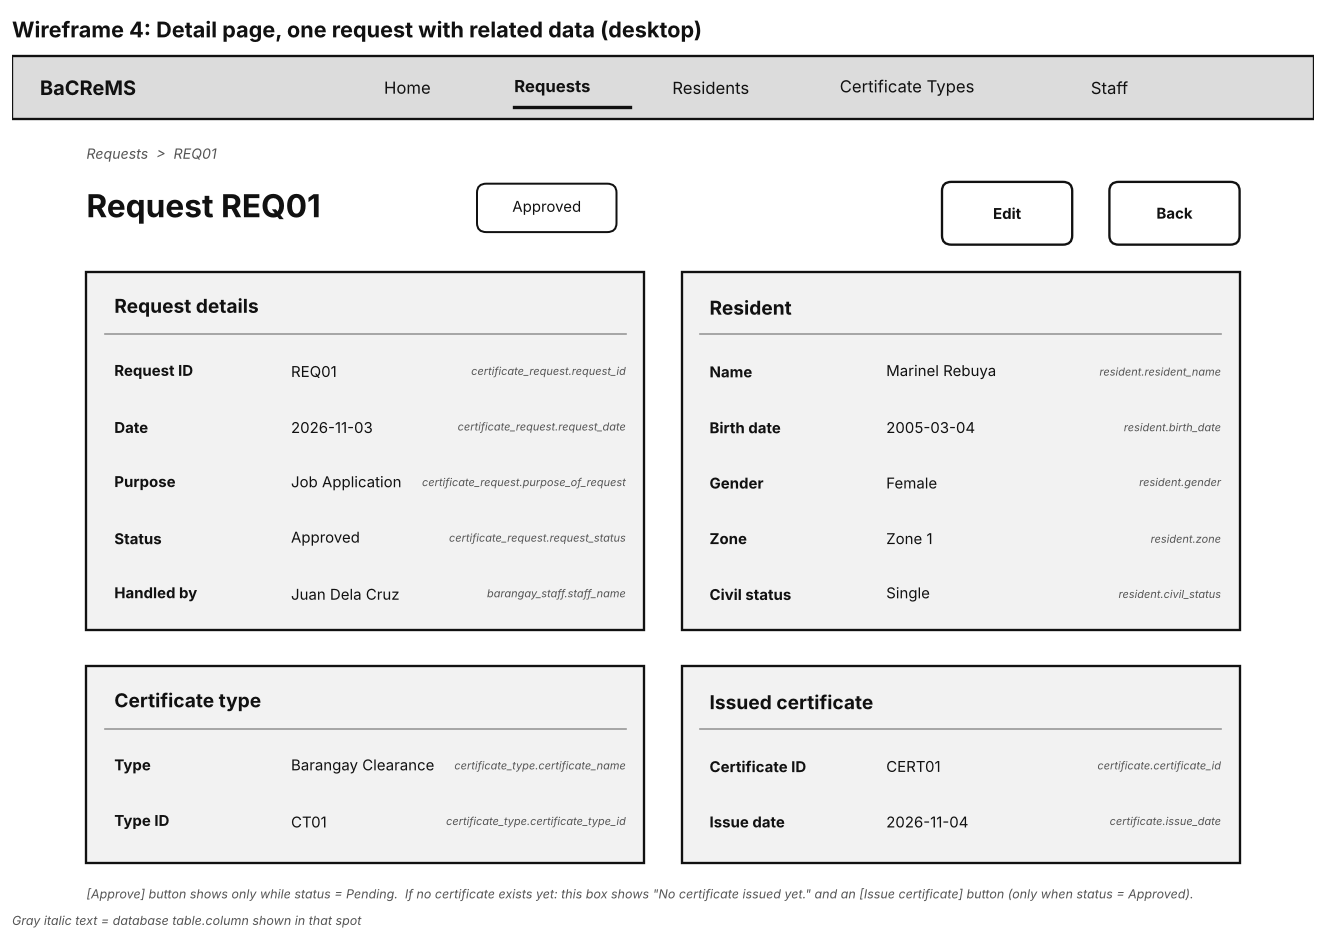 Wireframe 4: Detail page, one request with related data (desktop)
BaCReMS Home Requests Residents Certificate Types Staff
Requests > REQ01
Request REQ01 Approved Edit Back
Request details
Request ID REQ01 certificate_request.request_id
Date 2026-11-03 certificate_request.request_date
Purpose Job Application certificate_request.purpose_of_request
Status Approved certificate_request.request_status
Handled by Juan Dela Cruz barangay_staff.staff_name
Resident
Name Marinel Rebuya resident.resident_name
Birth date 2005-03-04 resident.birth_date
Gender Female resident.gender
Zone Zone 1 resident.zone
Civil status Single resident.civil_status
Certificate type
Type Barangay Clearance certificate_type.certificate_name
Type ID CT01 certificate_type.certificate_type_id
Issued certificate
Certificate ID CERT01 certificate.certificate_id
Issue date 2026-11-04 certificate.issue_date
[Approve] button shows only while status = Pending. If no certificate exists yet: this box shows "No certificate issued yet." and an [Issue certificate] button (only when status = Approved).
Gray italic text = database table.column shown in that spot